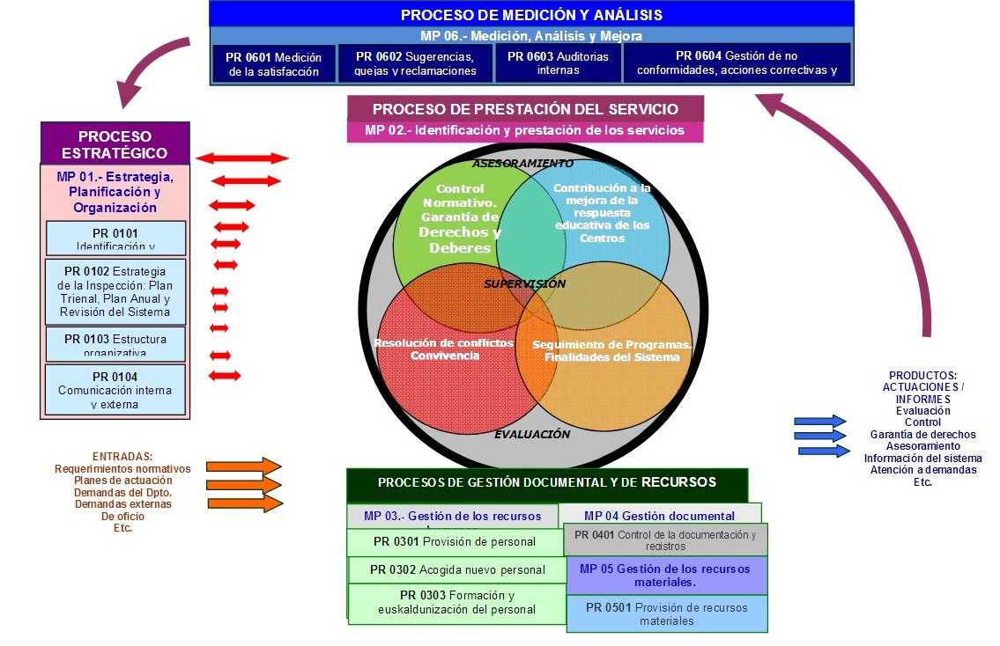 PROCESO DE MEDICIÓN Y ANÁLISIS
MP 06.- Medición, Análisis y Mejora
PR 0601 Medición
de la satisfacción
PR 0602 Sugerencias,
quejas y reclamaciones
PR 0603 Auditorias
internas
PR 0604 Gestión de no
conformidades, acciones correctivas y
PROCESO DE PRESTACIÓN DEL SERVICIO
MP 02.- Identificación y prestación de los servicios
PROCESO
ESTRATÉGICO
MP 01.- Estrategia,
Planificación y
Organización
PR 0101
Identificación y
PR 0102 Estrategia
de la Inspección: Plan
Trienal, Plan Anual y
Revisión del Sistema
PR 0103 Estructura
organizativa
PR 0104
Comunicación interna
y externa
ASESORAMIENTO
Control
Normativo.
Garantía de
Derechos y
Deberes
Contribución a la
mejora de la
respuesta
educativa de los
Centros
SUPERVISIÓN
Resolución de conflictos
Convivencia
Seguimiento de Programas.
Finalidades del Sistema
EVALUACIÓN
PRODUCTOS:
ACTUACIONES /
INFORMES
Evaluación
Control
Garantía de derechos
Asesoramiento
Información del sistema
Atención a demandas
Etc.
ENTRADAS:
Requerimientos normativos
Planes de actuación
Demandas del Dpto.
Demandas externas
De oficio
Etc.
PROCESOS DE GESTIÓN DOCUMENTAL Y DE RECURSOS
MP 03.- Gestión de los recursos
PR 0301 Provisión de personal
PR 0302 Acogida nuevo personal
PR 0303 Formación y
euskaldunización del personal
MP 04 Gestión documental
PR 0401 Control de la documentación y
registros
MP 05 Gestión de los recursos
materiales.
PR 0501 Provisión de recursos
materiales